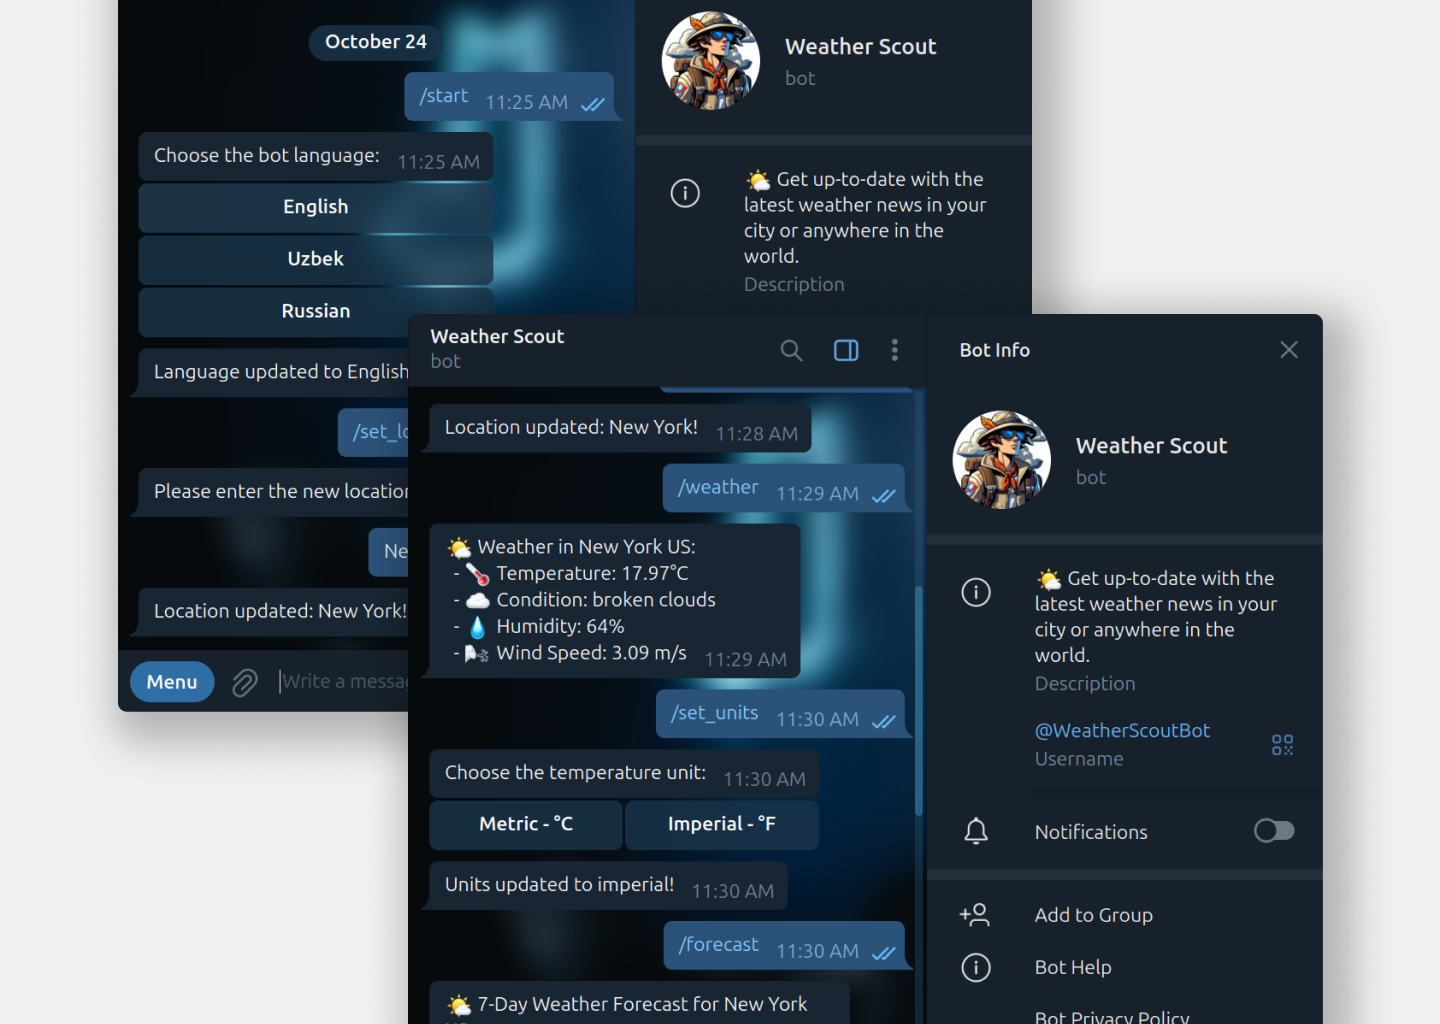 October 24
/start 11:25 AM
Choose the bot language: 11:25 AM
English
Uzbek
Russian
Language updated to English
/set_lo
Please enter the new location
Ne
Location updated: New York!
Menu
Write a messag
Weather Scout
bot
🌤 Get up-to-date with the
latest weather news in your
city or anywhere in the
world.
Description
Weather Scout
bot
Location updated: New York! 11:28 AM
/weather 11:29 AM
🌤 Weather in New York US:
- 🌡 Temperature: 17.97°C
- ☁️ Condition: broken clouds
- 💧 Humidity: 64%
- 🌬 Wind Speed: 3.09 m/s 11:29 AM
/set_units 11:30 AM
Choose the temperature unit: 11:30 AM
Metric - °C
Imperial - °F
Units updated to imperial! 11:30 AM
/forecast 11:30 AM
🌤 7-Day Weather Forecast for New York
Bot Info
Weather Scout
bot
🌤 Get up-to-date with the
latest weather news in your
city or anywhere in the
world.
Description
@WeatherScoutBot
Username
Notifications
Add to Group
Bot Help
Bot Privacy Policy